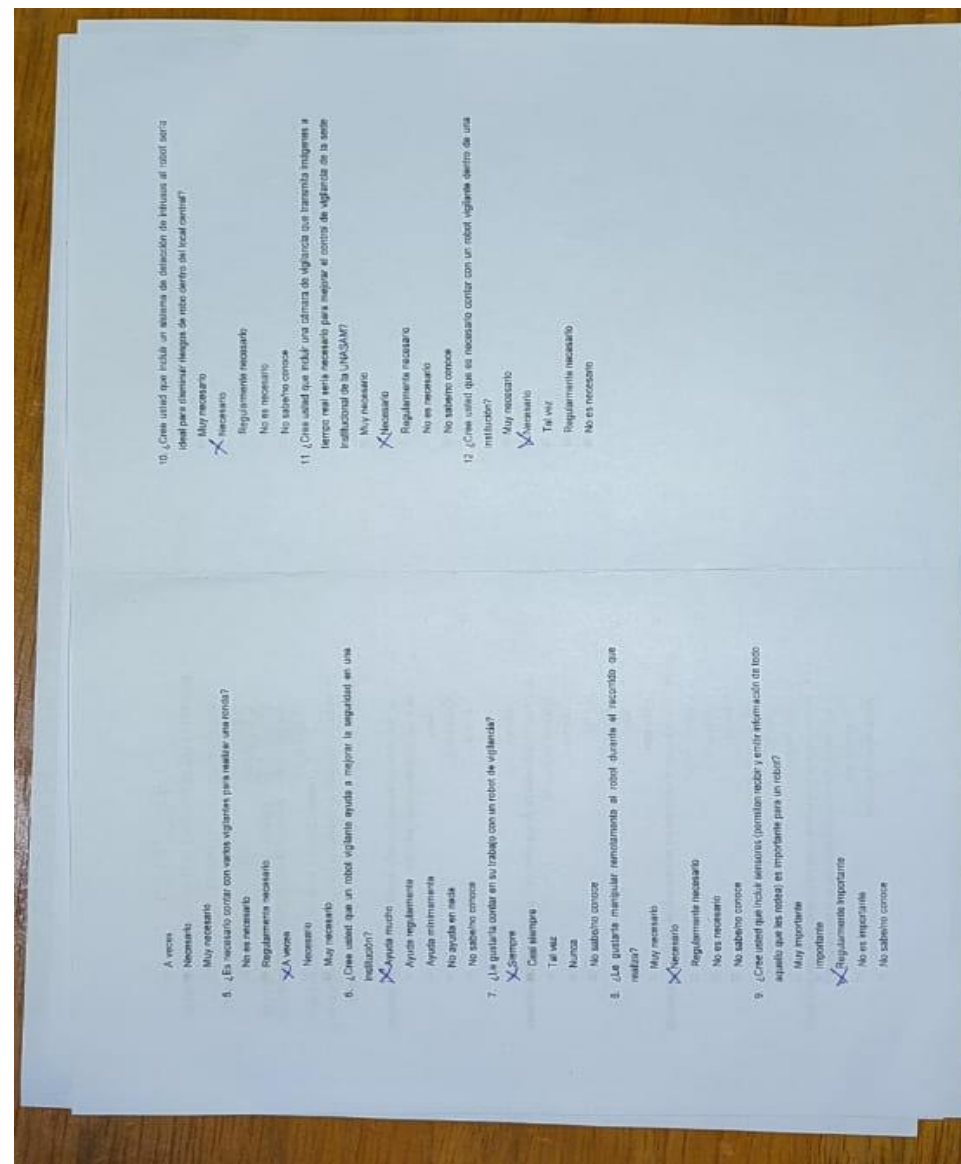 A veces
Necesario
Muy necesario
5. ¿Es necesario contar con varios vigilantes para realizar una ronda?
No es necesario
Regularmente necesario
A veces
Necesario
Muy necesario
6. ¿Cree usted que un robot vigilante ayuda a mejorar la seguridad en una
institución?
Ayuda mucho
Ayuda regularmente
Ayuda mínimamente
No ayuda en nada
No sabe/no conoce
7. ¿Le gustaría contar en su trabajo con un robot de vigilancia?
Siempre
Casi siempre
Tal vez
Nunca
No sabe/no conoce
8. ¿Le gustaría manipular remotamente al robot durante el recorrido que
realiza?
Muy necesario
Necesario
Regularmente necesario
No es necesario
No sabe/no conoce
9. ¿Cree usted que incluir sensores (permiten recibir y emitir información de todo
aquello que les rodea) es importante para un robot?
Muy importante
importante
Regularmente importante
No es importante
No sabe/no conoce
10. ¿Cree usted que incluir un sistema de detección de intrusos al robot sería
ideal para disminuir riesgos de robo dentro del local central?
Muy necesario
Necesario
Regularmente necesario
No es necesario
No sabe/no conoce
11. ¿Cree usted que incluir una cámara de vigilancia que transmita imágenes a
tiempo real sería necesario para mejorar el control de vigilancia de la sede
institucional de la UNASAM?
Muy necesario
Necesario
Regularmente necesario
No es necesario
No sabe/no conoce
12. ¿Cree usted que es necesario contar con un robot vigilante dentro de una
institución?
Muy necesario
Necesario
Tal vez
Regularmente necesario
No es necesario